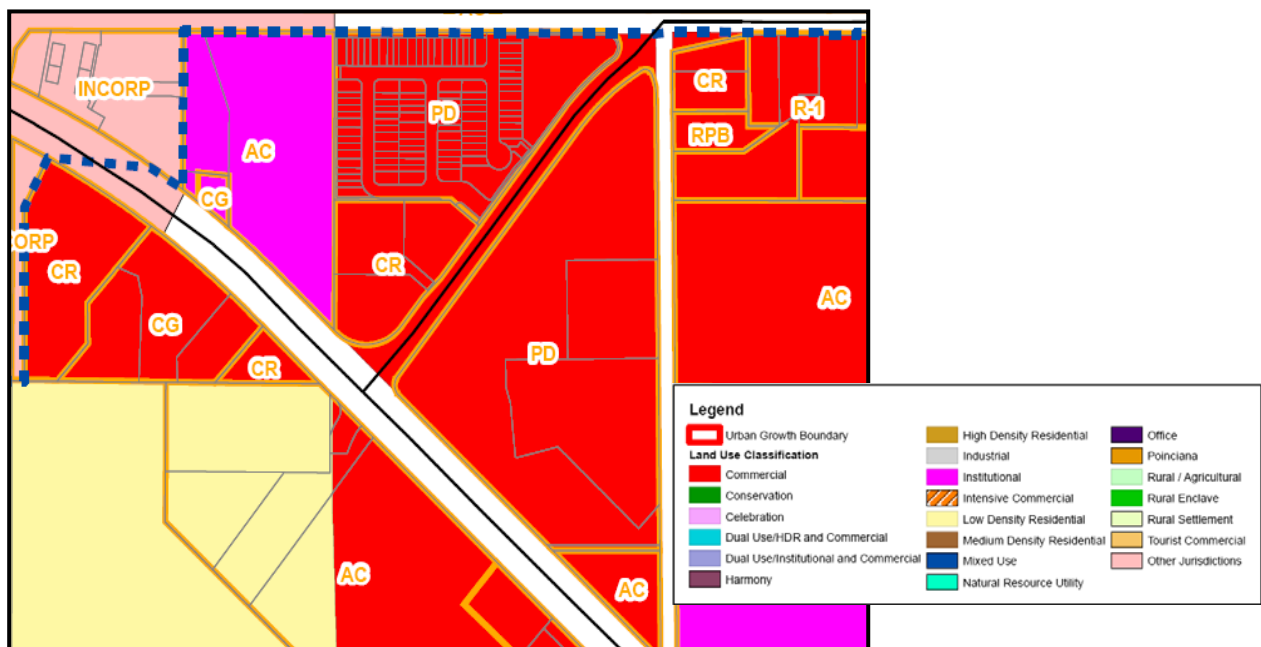 INCORP
AC
PD
CR
R-1
RPB
CG
ORP
CR
CR
AC
CG
PD
CR
AC
AC
Legend
Urban Growth Boundary
Land Use Classification
Commercial
Conservation
Celebration
Dual Use/HDR and Commercial
Dual Use/Institutional and Commercial
Harmony
High Density Residential
Industrial
Institutional
Intensive Commercial
Low Density Residential
Medium Density Residential
Mixed Use
Natural Resource Utility
Office
Poinciana
Rural / Agricultural
Rural Enclave
Rural Settlement
Tourist Commercial
Other Jurisdictions